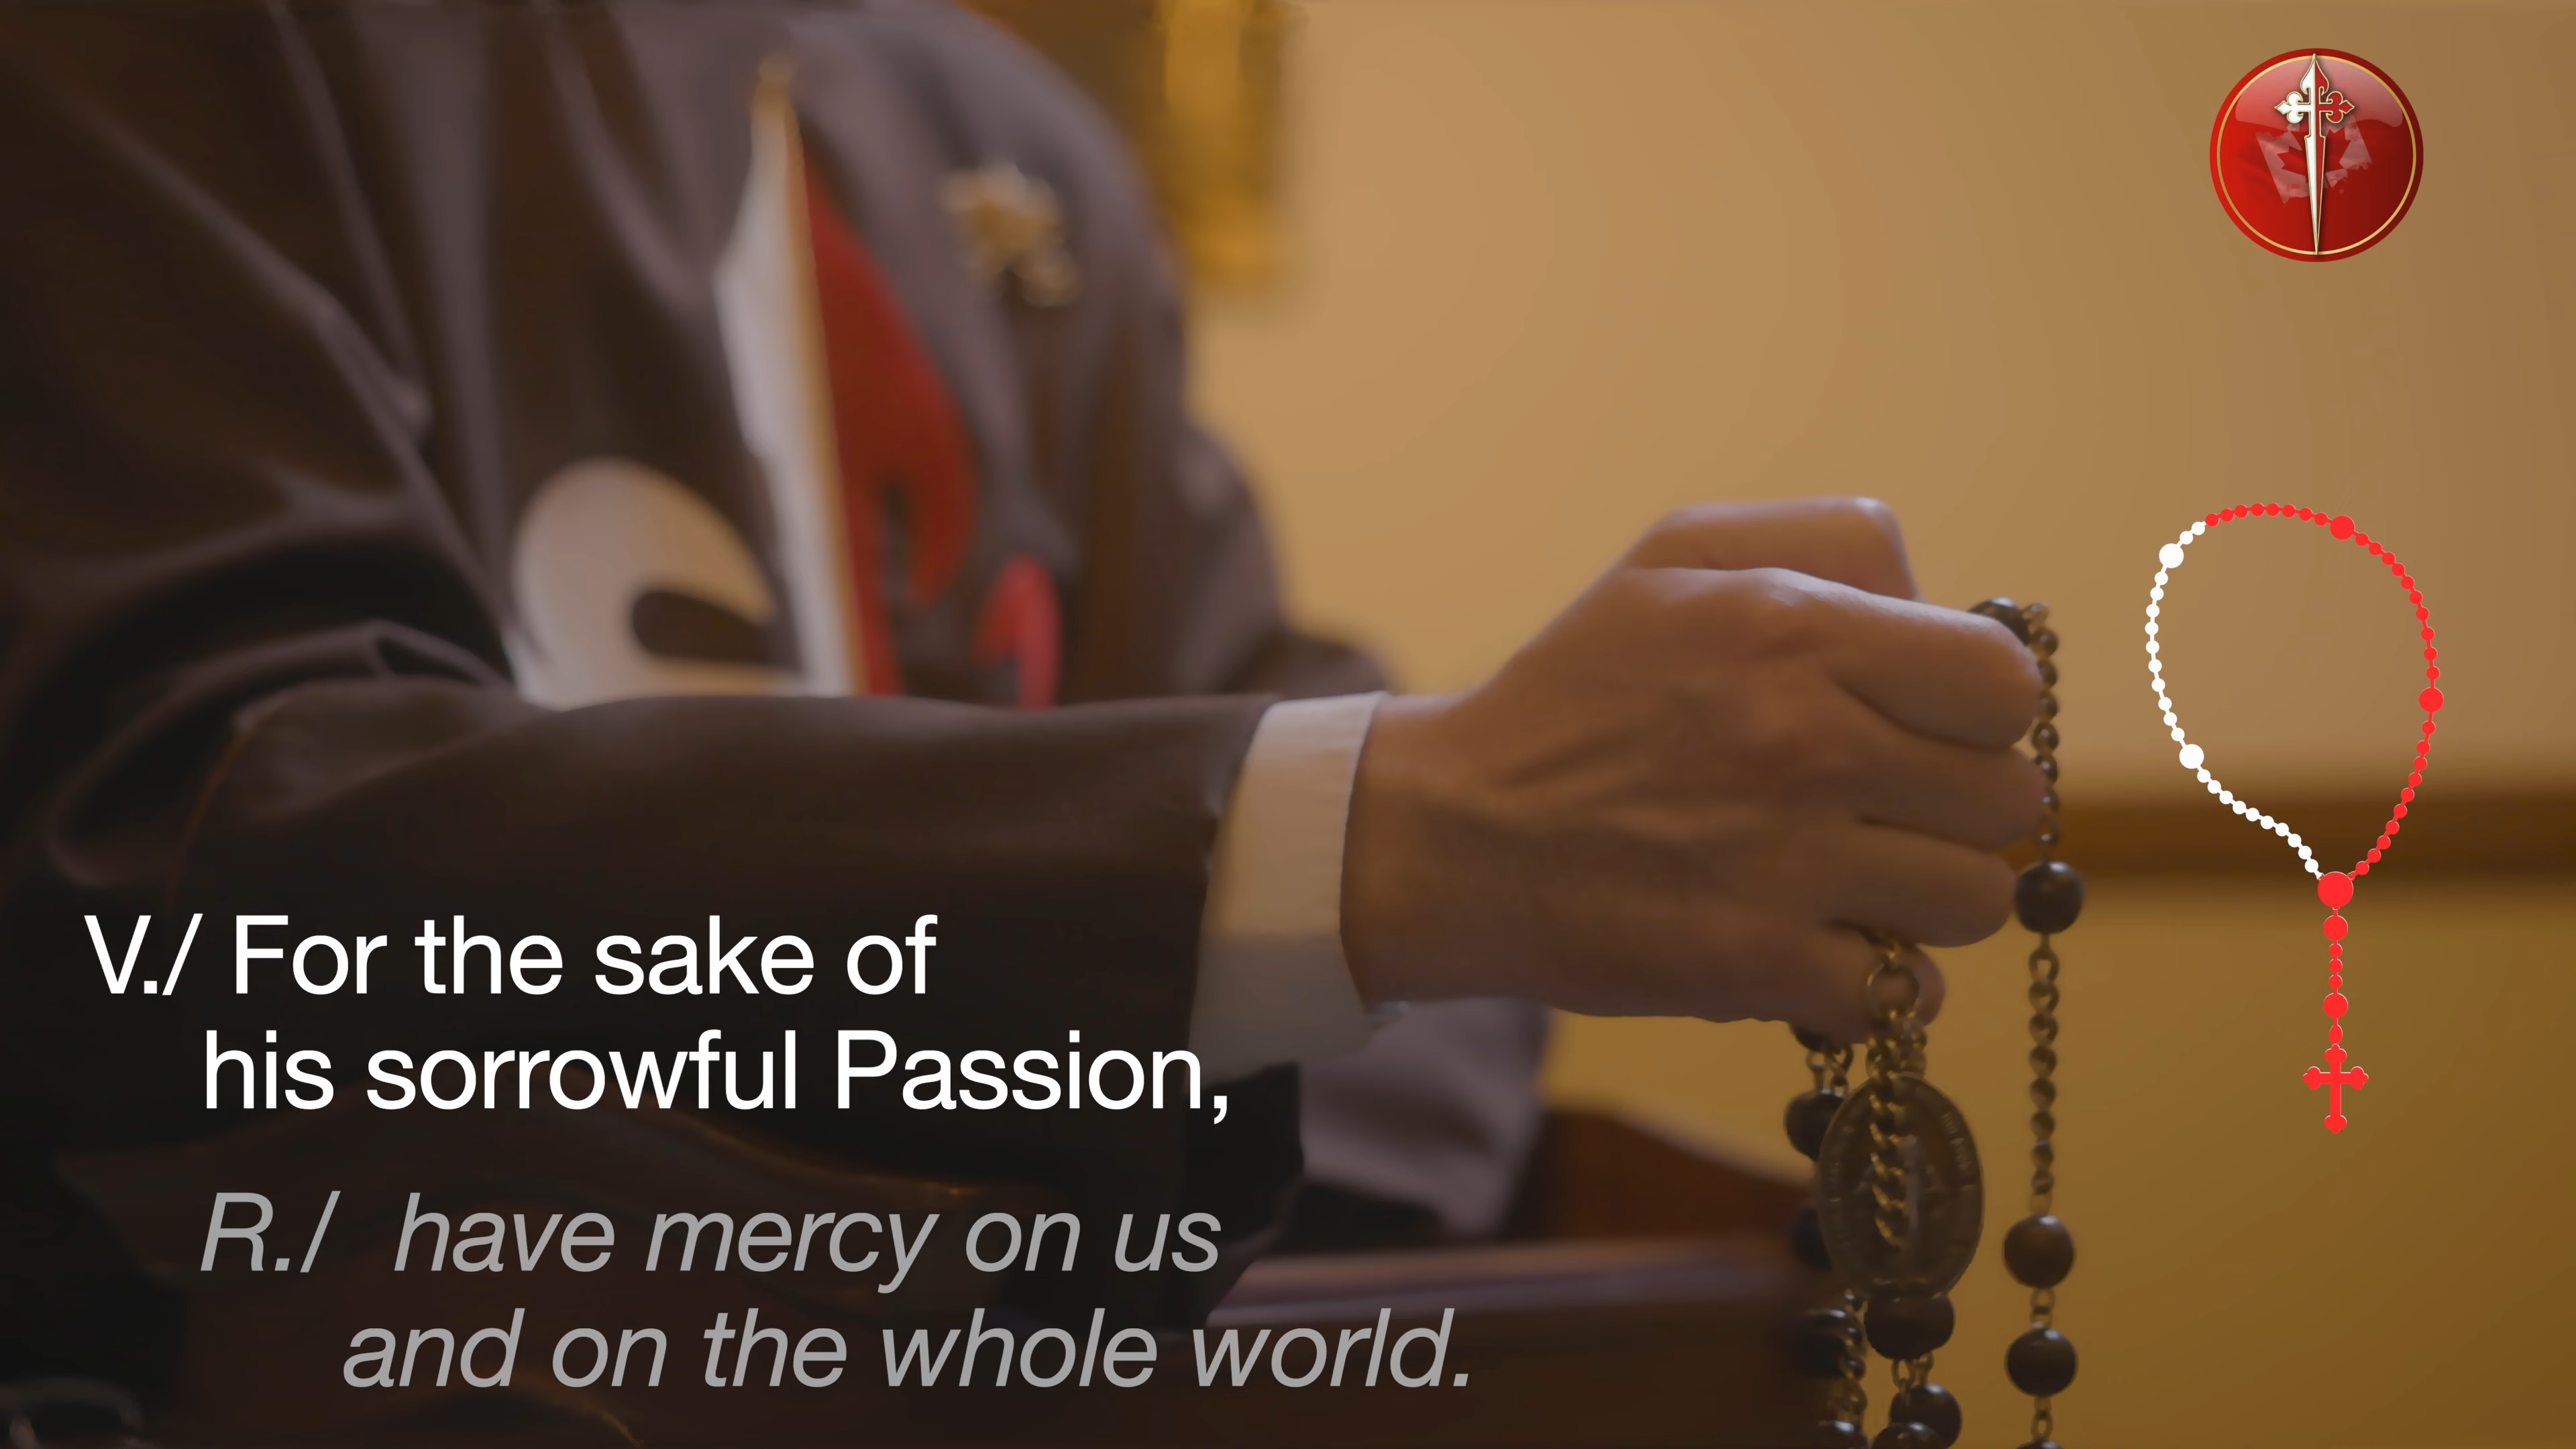 V./ For the sake of
his sorrowful Passion,
R./ have mercy on us
and on the whole world.